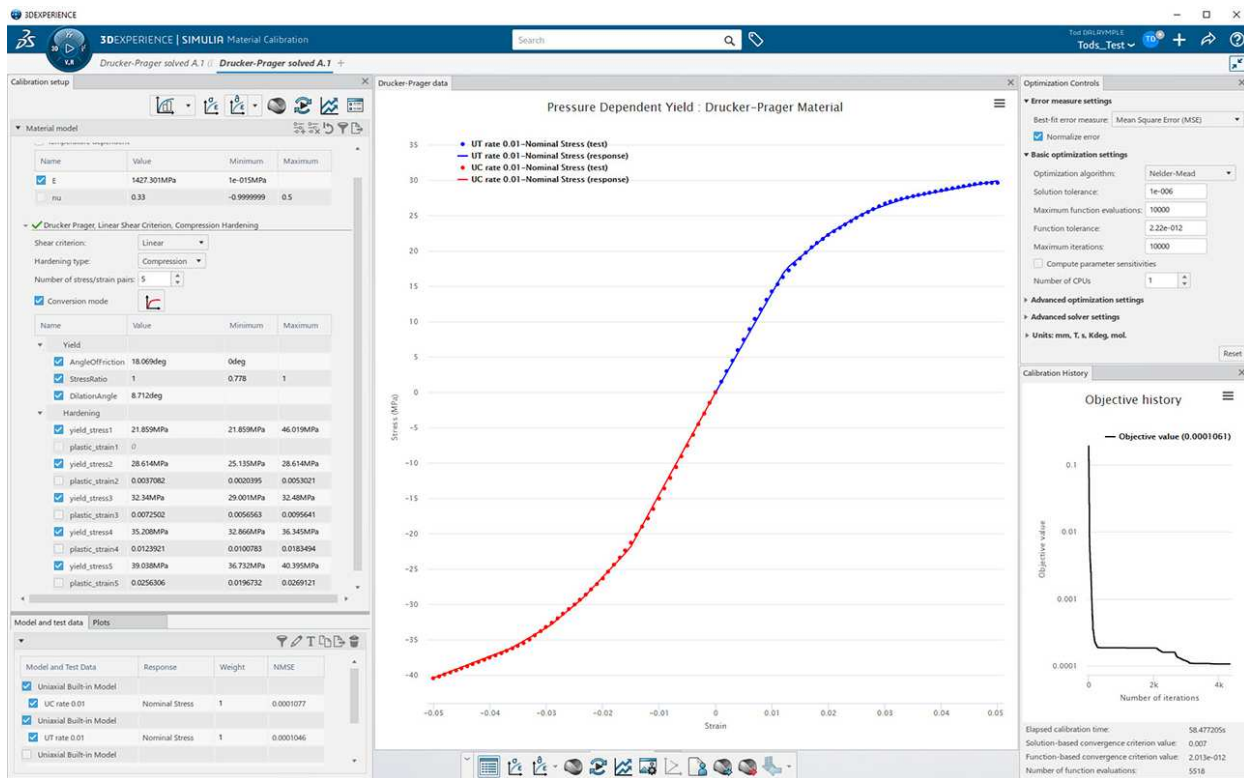 3DEXPERIENCE
3DEXPERIENCE | SIMULIA Material Calibration
Search
Tod DALRYMPLE
Tods_Test
TD
3D
V.R
Drucker-Prager solved A.1 (
Drucker-Prager solved A.1
Calibration setup
Material model
Temperature dependent
Name Value Minimum Maximum
E 1427.301MPa 1e-015MPa
nu 0.33 -0.9999999 0.5
Drucker Prager, Linear Shear Criterion, Compression Hardening
Shear criterion: Linear
Hardening type: Compression
Number of stress/strain pairs: 5
Conversion mode
Name Value Minimum Maximum
Yield
AngleOfFriction 18.069deg 0deg
StressRatio 1 0.778 1
DilationAngle 8.712deg
Hardening
yield_stress1 21.859MPa 21.859MPa 46.019MPa
plastic_strain1 0
yield_stress2 28.614MPa 25.135MPa 28.614MPa
plastic_strain2 0.0037082 0.0020395 0.0053021
yield_stress3 32.34MPa 29.001MPa 32.48MPa
plastic_strain3 0.0072502 0.0056563 0.0095641
yield_stress4 35.208MPa 32.866MPa 36.345MPa
plastic_strain4 0.0123921 0.0100783 0.0183494
yield_stress5 39.038MPa 36.732MPa 40.395MPa
plastic_strain5 0.0256306 0.0196732 0.0269121
Model and test data Plots
Model and Test Data Response Weight NMSE
Uniaxial Built-in Model
UC rate 0.01 Nominal Stress 1 0.0001077
Uniaxial Built-in Model
UT rate 0.01 Nominal Stress 1 0.0001046
Uniaxial Built-in Model
Drucker-Prager data
Pressure Dependent Yield : Drucker-Prager Material
UT rate 0.01-Nominal Stress (test)
UT rate 0.01-Nominal Stress (response)
UC rate 0.01-Nominal Stress (test)
UC rate 0.01-Nominal Stress (response)
Stress (MPa)
35
30
25
20
15
10
5
0
-5
-10
-15
-20
-25
-30
-35
-40
-0.05 -0.04 -0.03 -0.02 -0.01 0 0.01 0.02 0.03 0.04 0.05
Strain
Optimization Controls
Error measure settings
Best-fit error measure: Mean Square Error (MSE)
Normalize error
Basic optimization settings
Optimization algorithm: Nelder-Mead
Solution tolerance: 1e-006
Maximum function evaluations: 10000
Function tolerance: 2.22e-012
Maximum iterations: 10000
Compute parameter sensitivities
Number of CPUs 1
Advanced optimization settings
Advanced solver settings
Units: mm, T, s, Kdeg, mol.
Reset
Calibration History
Objective history
Objective value (0.0001061)
Objective value
0.1
0.01
0.001
0.0001
0 2k 4k
Number of iterations
Elapsed calibration time: 58.477205s
Solution-based convergence criterion value: 0.007
Function-based convergence criterion value: 2.013e-012
Number of function evaluations: 5518